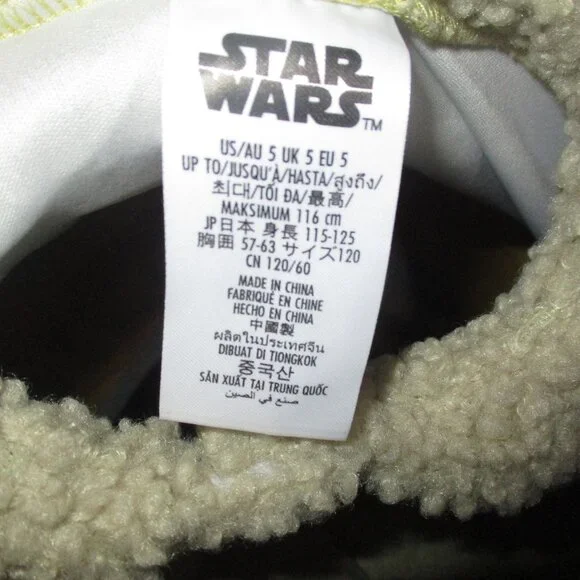 STAR
WARS™
US/AU 5 UK 5 EU 5
UP TO/JUSQU'À/HASTA/สูงถึง/
최대/TỐI ĐA/最高/
MAKSIMUM 116 cm
JP日本 身長 115-125
胸囲 57-63 サイズ120
CN 120/60
MADE IN CHINA
FABRIQUÉ EN CHINE
HECHO EN CHINA
中國製
ผลิตในประเทศจีน
DIBUAT DI TIONGKOK
중국산
SẢN XUẤT TẠI TRUNG QUỐC
صنع في الصين